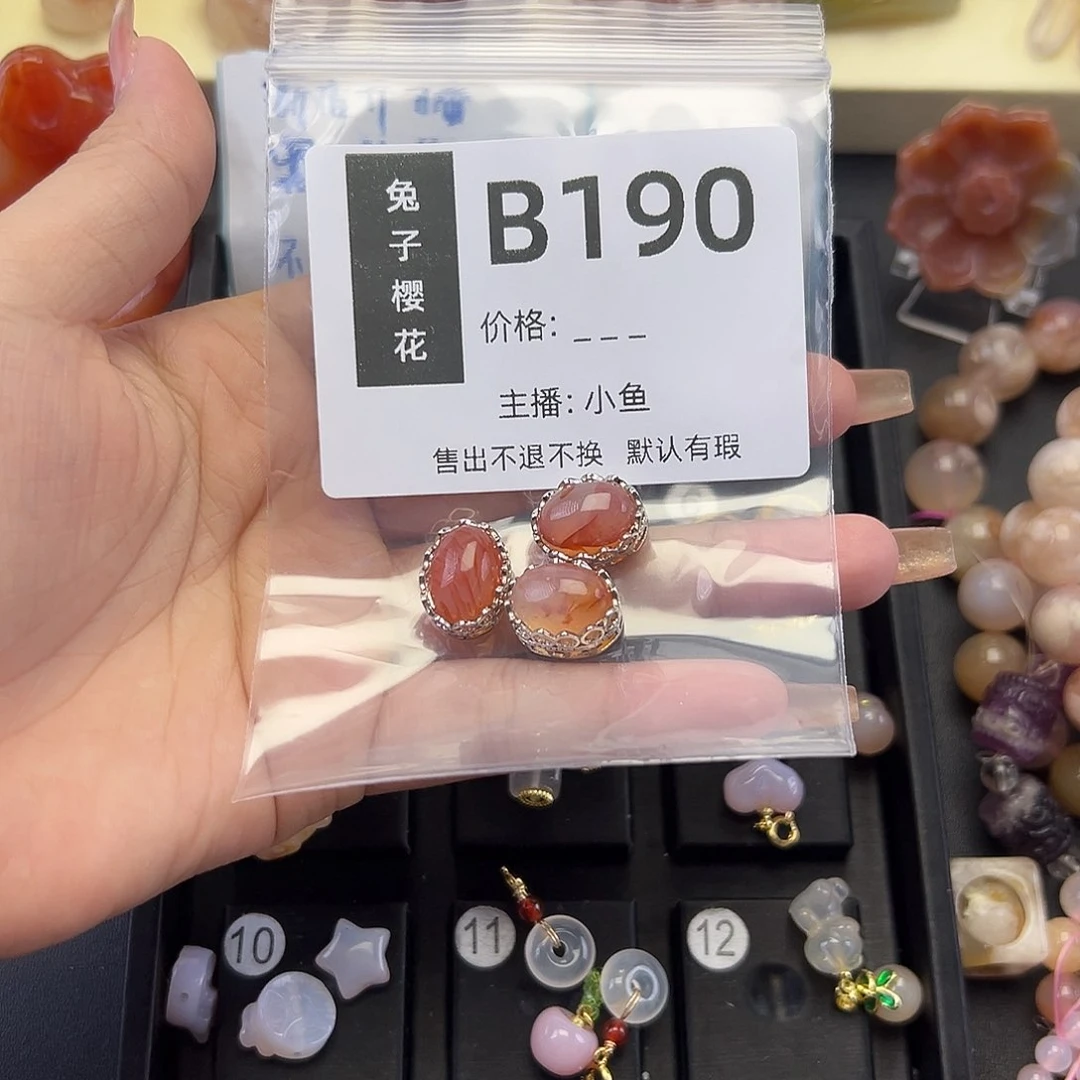 兔子樱花
B190
价格: _ _ _
主播: 小鱼
售出不退不换 默认有瑕
10
11
12